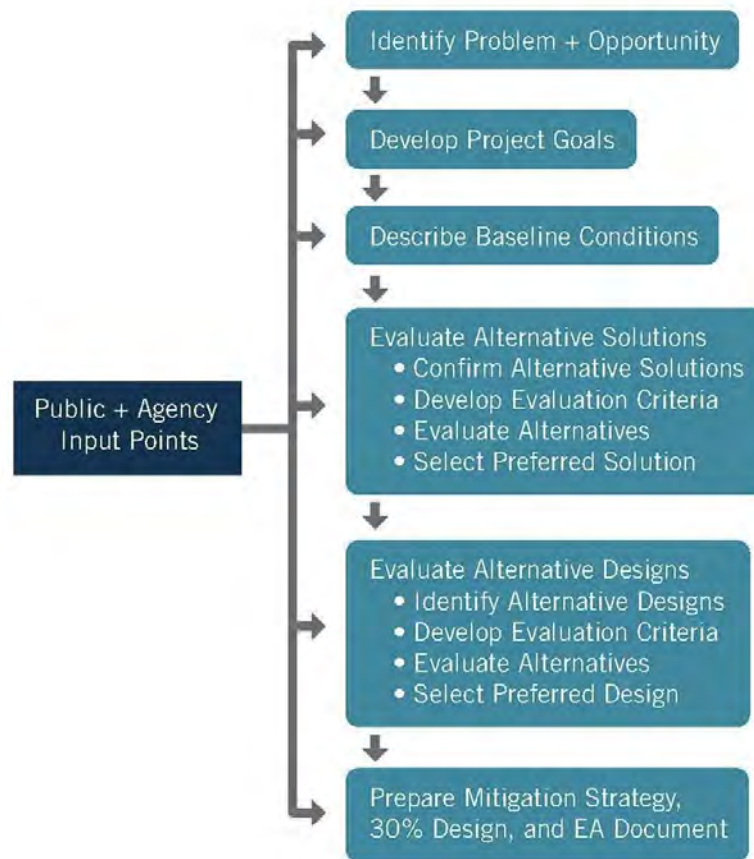 Identify Problem + Opportunity
Develop Project Goals
Describe Baseline Conditions
Evaluate Alternative Solutions
• Confirm Alternative Solutions
• Develop Evaluation Criteria
• Evaluate Alternatives
• Select Preferred Solution
Public + Agency
Input Points
Evaluate Alternative Designs
• Identify Alternative Designs
• Develop Evaluation Criteria
• Evaluate Alternatives
• Select Preferred Design
Prepare Mitigation Strategy,
30% Design, and EA Document